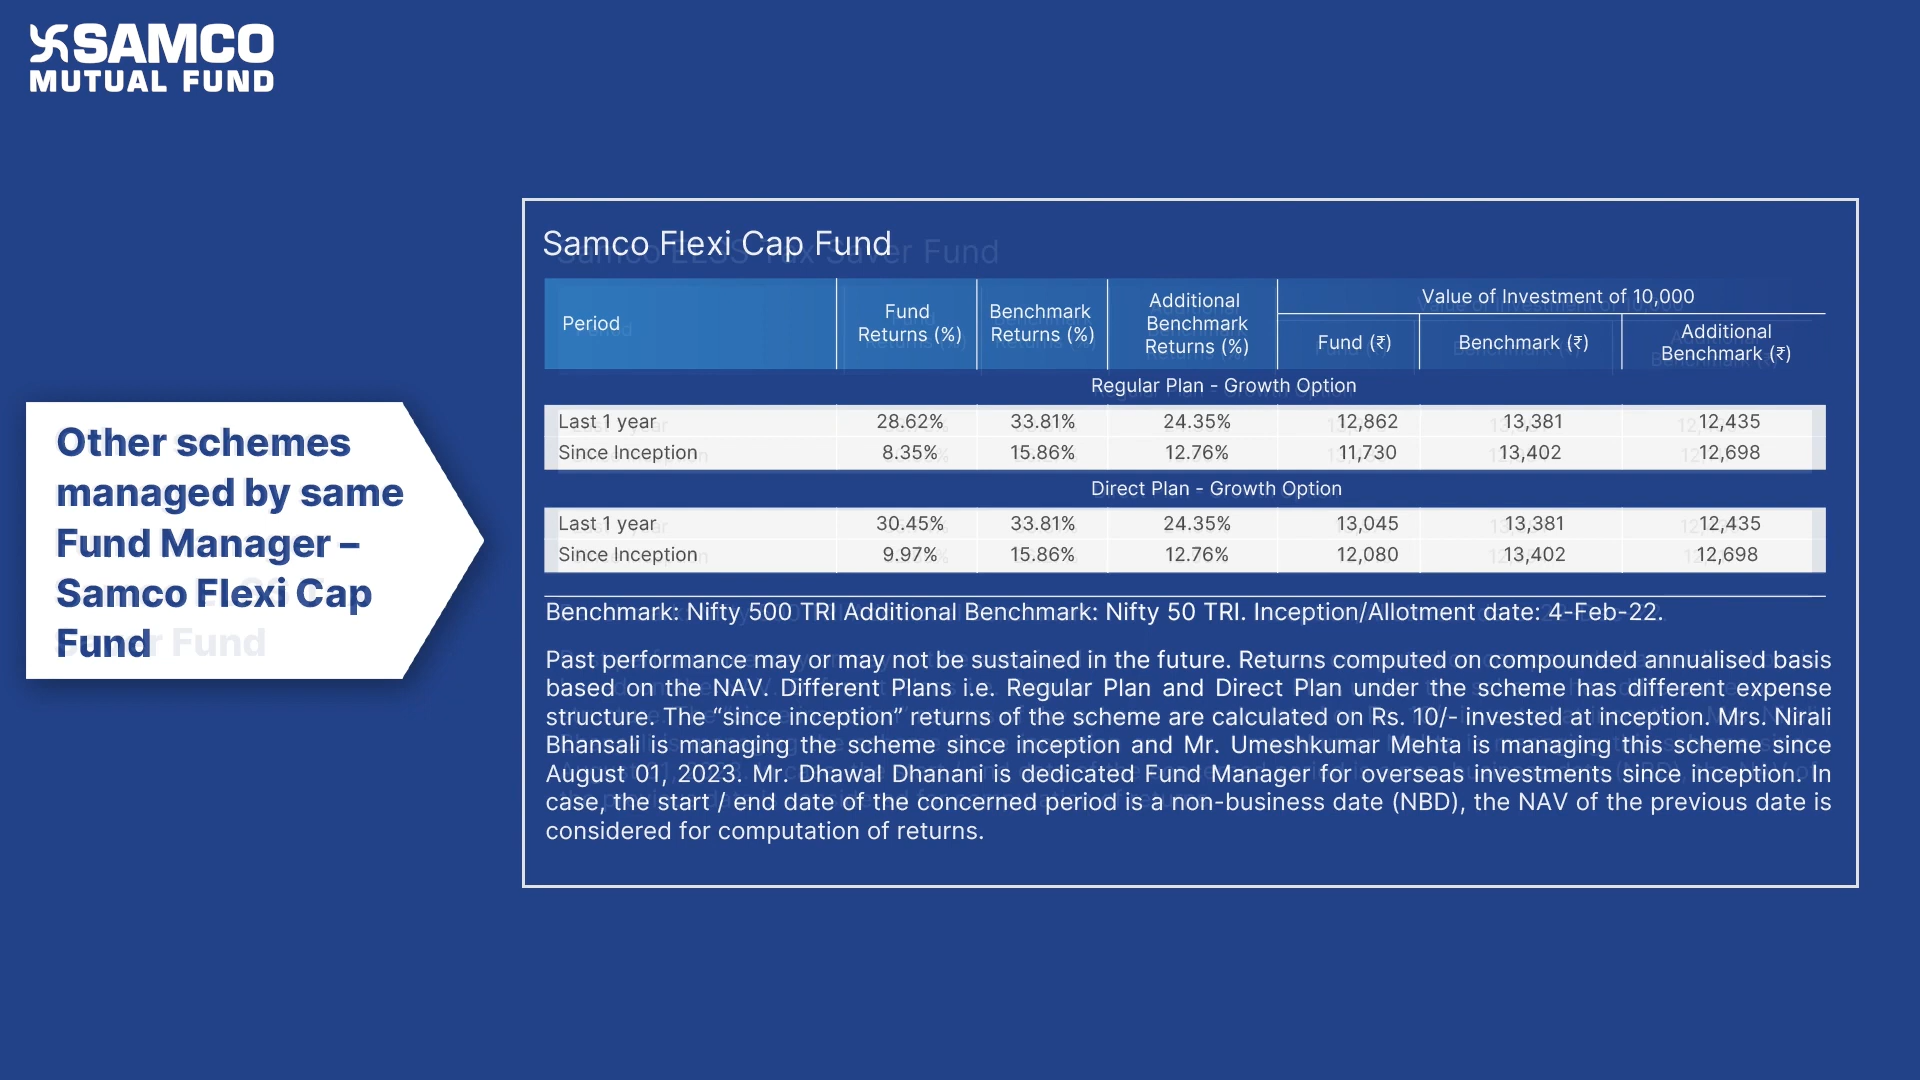 SAMCO
MUTUAL FUND
Other schemes
managed by same
Fund Manager –
Samco Flexi Cap
Fund
Samco Flexi Cap Fund
Period
Fund
Returns (%)
Benchmark
Returns (%)
Additional
Benchmark
Returns (%)
Value of Investment of 10,000
Fund (₹)
Benchmark (₹)
Additional
Benchmark (₹)
Regular Plan - Growth Option
Last 1 year 28.62% 33.81% 24.35% 12,862 13,381 12,435
Since Inception 8.35% 15.86% 12.76% 11,730 13,402 12,698
Direct Plan - Growth Option
Last 1 year 30.45% 33.81% 24.35% 13,045 13,381 12,435
Since Inception 9.97% 15.86% 12.76% 12,080 13,402 12,698
Benchmark: Nifty 500 TRI Additional Benchmark: Nifty 50 TRI. Inception/Allotment date: 4-Feb-22.
Past performance may or may not be sustained in the future. Returns computed on compounded annualised basis
based on the NAV. Different Plans i.e. Regular Plan and Direct Plan under the scheme has different expense
structure. The “since inception” returns of the scheme are calculated on Rs. 10/- invested at inception. Mrs. Nirali
Bhansali is managing the scheme since inception and Mr. Umeshkumar Mehta is managing this scheme since
August 01, 2023. Mr. Dhawal Dhanani is dedicated Fund Manager for overseas investments since inception. In
case, the start / end date of the concerned period is a non-business date (NBD), the NAV of the previous date is
considered for computation of returns.